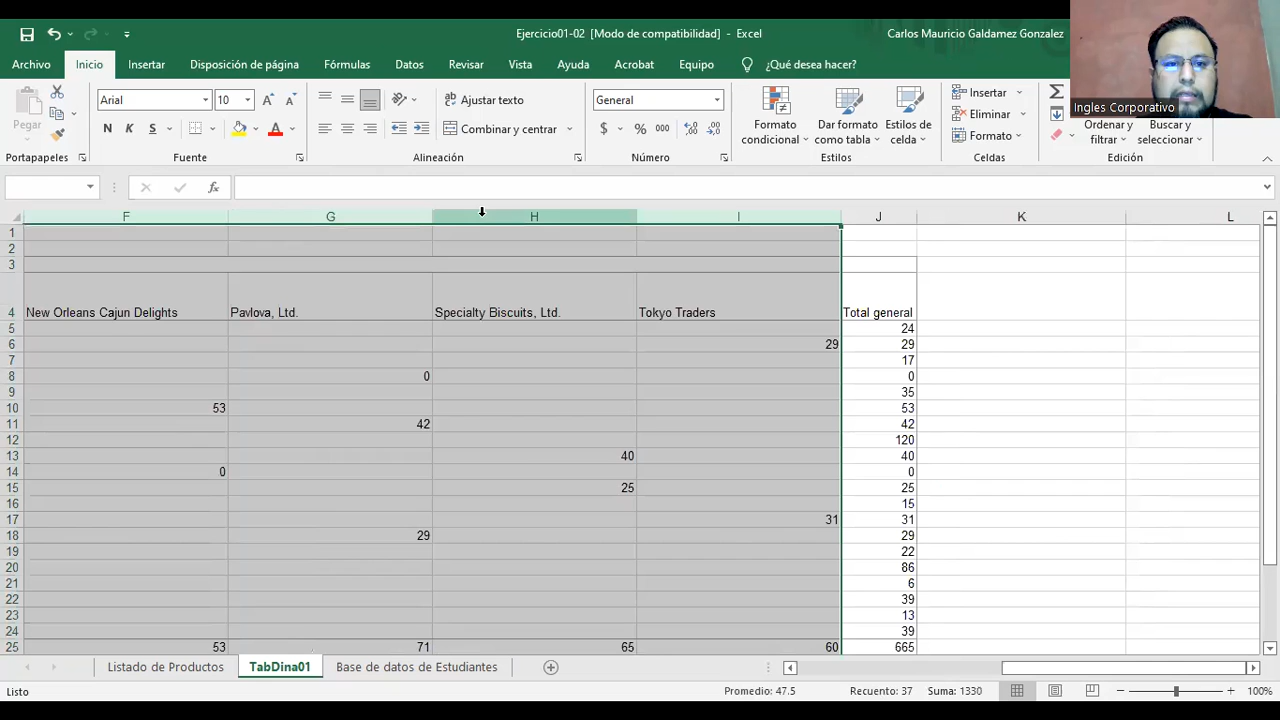 Ejercicio01-02 [Modo de compatibilidad] - Excel
Carlos Mauricio Galdamez Gonzalez
Archivo Inicio Insertar Disposición de página Fórmulas Datos Revisar Vista Ayuda Acrobat Equipo ¿Qué desea hacer?
Ingles Corporativo
Pegar
Arial 10
N K S
Ajustar texto
Combinar y centrar
General
$ % 000
Formato condicional
Dar formato como tabla
Estilos de celda
Insertar
Eliminar
Formato
Ordenar y filtrar
Buscar y seleccionar
Portapapeles Fuente Alineación Número Estilos Celdas Edición
fx
F G H I J K L
1
2
3
4 New Orleans Cajun Delights Pavlova, Ltd. Specialty Biscuits, Ltd. Tokyo Traders Total general
5 24
6 29 29
7 17
8 0 0
9 35
10 53 53
11 42 42
12 120
13 40 40
14 0 0
15 25 25
16 15
17 31 31
18 29 29
19 22
20 86
21 6
22 39
23 13
24 39
25 53 71 65 60 665
Listado de Productos TabDina01 Base de datos de Estudiantes
Listo Promedio: 47.5 Recuento: 37 Suma: 1330 100%